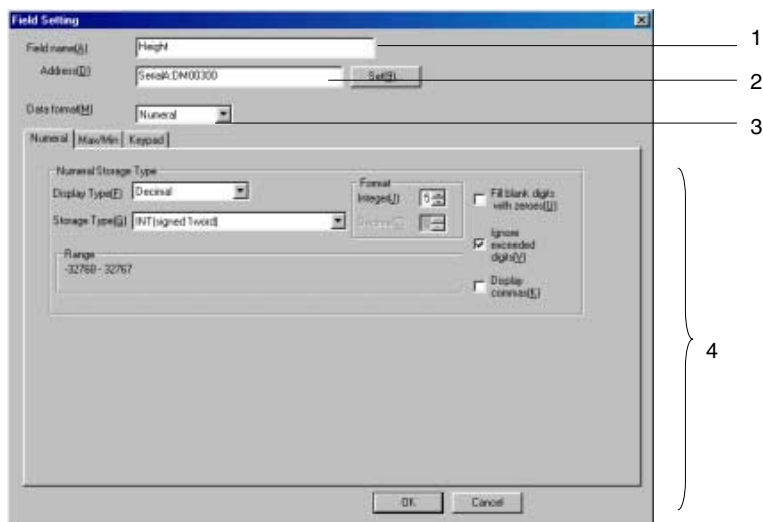 Field Setting
Field name(A) Height 1
Address(D) SerialA:DM00300 Set(R)... 2
Data format(M) Numeral 3
Numeral Max/Min Keypad
Numeral Storage Type
Display Type(F) Decimal
Format
Integer(J) 5
Fill blank digits
with zeroes(U)
Storage Type(G) INT(signed 1word)
Ignore
exceeded
digits(V)
Range
-32768 - 32767
Display
commas(K)
4
OK Cancel